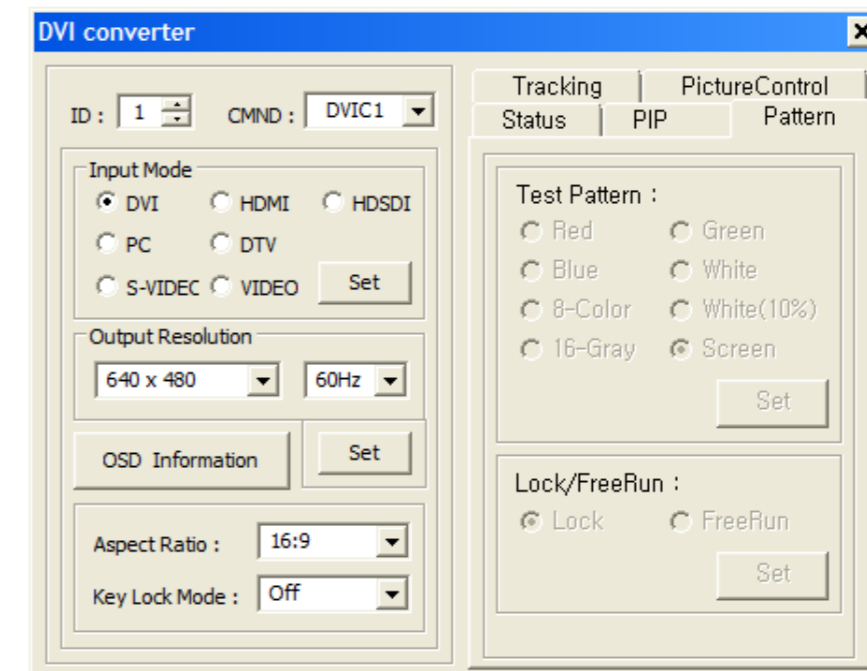 DVI converter
ID : 1 CMND : DVIC1
Input Mode
DVI HDMI HDSDI
PC DTV
S-VIDEC VIDEO Set
Output Resolution
640 x 480 60Hz
OSD Information Set
Aspect Ratio : 16:9
Key Lock Mode : Off
Tracking PictureControl
Status PIP Pattern
Test Pattern :
Red Green
Blue White
8-Color White(10%)
16-Gray Screen
Set
Lock/FreeRun :
Lock FreeRun
Set